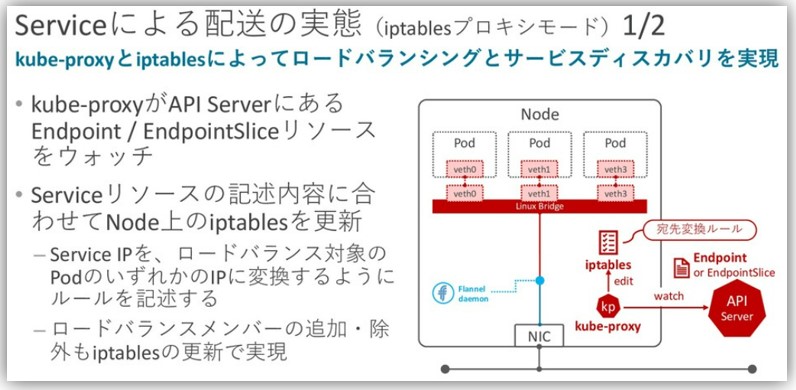 Serviceによる配送の実態（iptablesプロキシモード）1/2
kube-proxyとiptablesによってロードバランシングとサービスディスカバリを実現
• kube-proxyがAPI Serverにある
Endpoint / EndpointSliceリソース
をウォッチ
• Serviceリソースの記述内容に合
わせてNode上のiptablesを更新
– Service IPを、ロードバランス対象の
PodのいずれかのIPに変換するように
ルールを記述する
– ロードバランスメンバーの追加・除
外もiptablesの更新で実現
Node
Pod
Pod
Pod
veth0
veth1
veth3
veth0
veth1
veth3
Linux Bridge
宛先変換ルール
iptables
Endpoint
or EndpointSlice
edit
Flannel
daemon
watch
kp
kube-proxy
API
Server
NIC